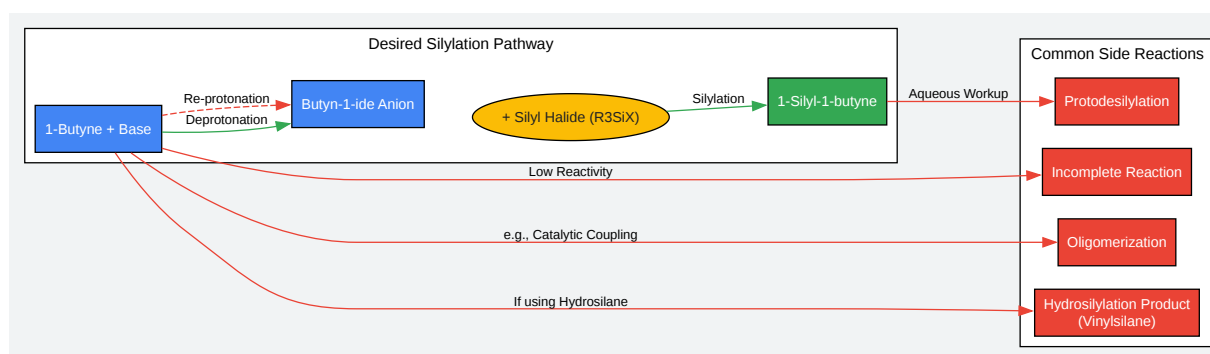 Desired Silylation Pathway
Common Side Reactions
1-Butyne + Base
Re-protonation
Deprotonation
Butyn-1-ide Anion
+ Silyl Halide (R3SiX)
Silylation
1-Silyl-1-butyne
Aqueous Workup
Protodesilylation
Low Reactivity
Incomplete Reaction
e.g., Catalytic Coupling
Oligomerization
If using Hydrosilane
Hydrosilylation Product
(Vinylsilane)